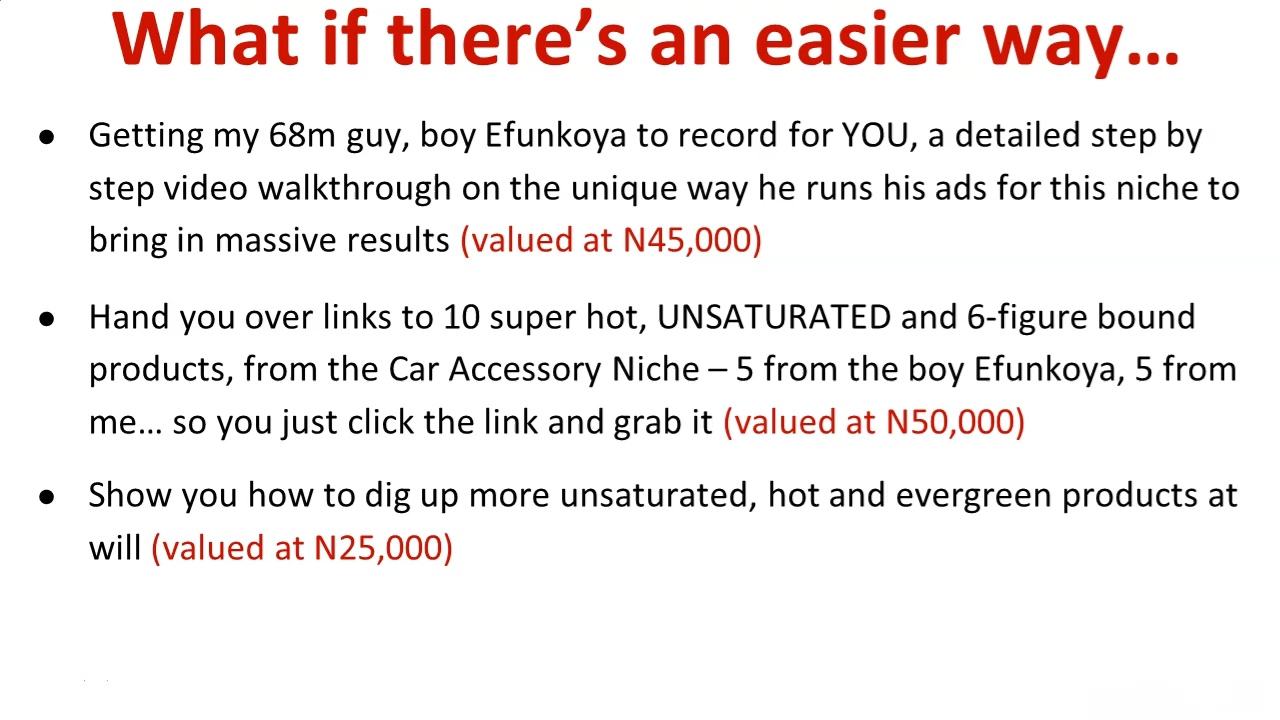 What if there’s an easier way…
● Getting my 68m guy, boy Efunkoya to record for YOU, a detailed step by
step video walkthrough on the unique way he runs his ads for this niche to
bring in massive results (valued at N45,000)
● Hand you over links to 10 super hot, UNSATURATED and 6-figure bound
products, from the Car Accessory Niche – 5 from the boy Efunkoya, 5 from
me… so you just click the link and grab it (valued at N50,000)
● Show you how to dig up more unsaturated, hot and evergreen products at
will (valued at N25,000)